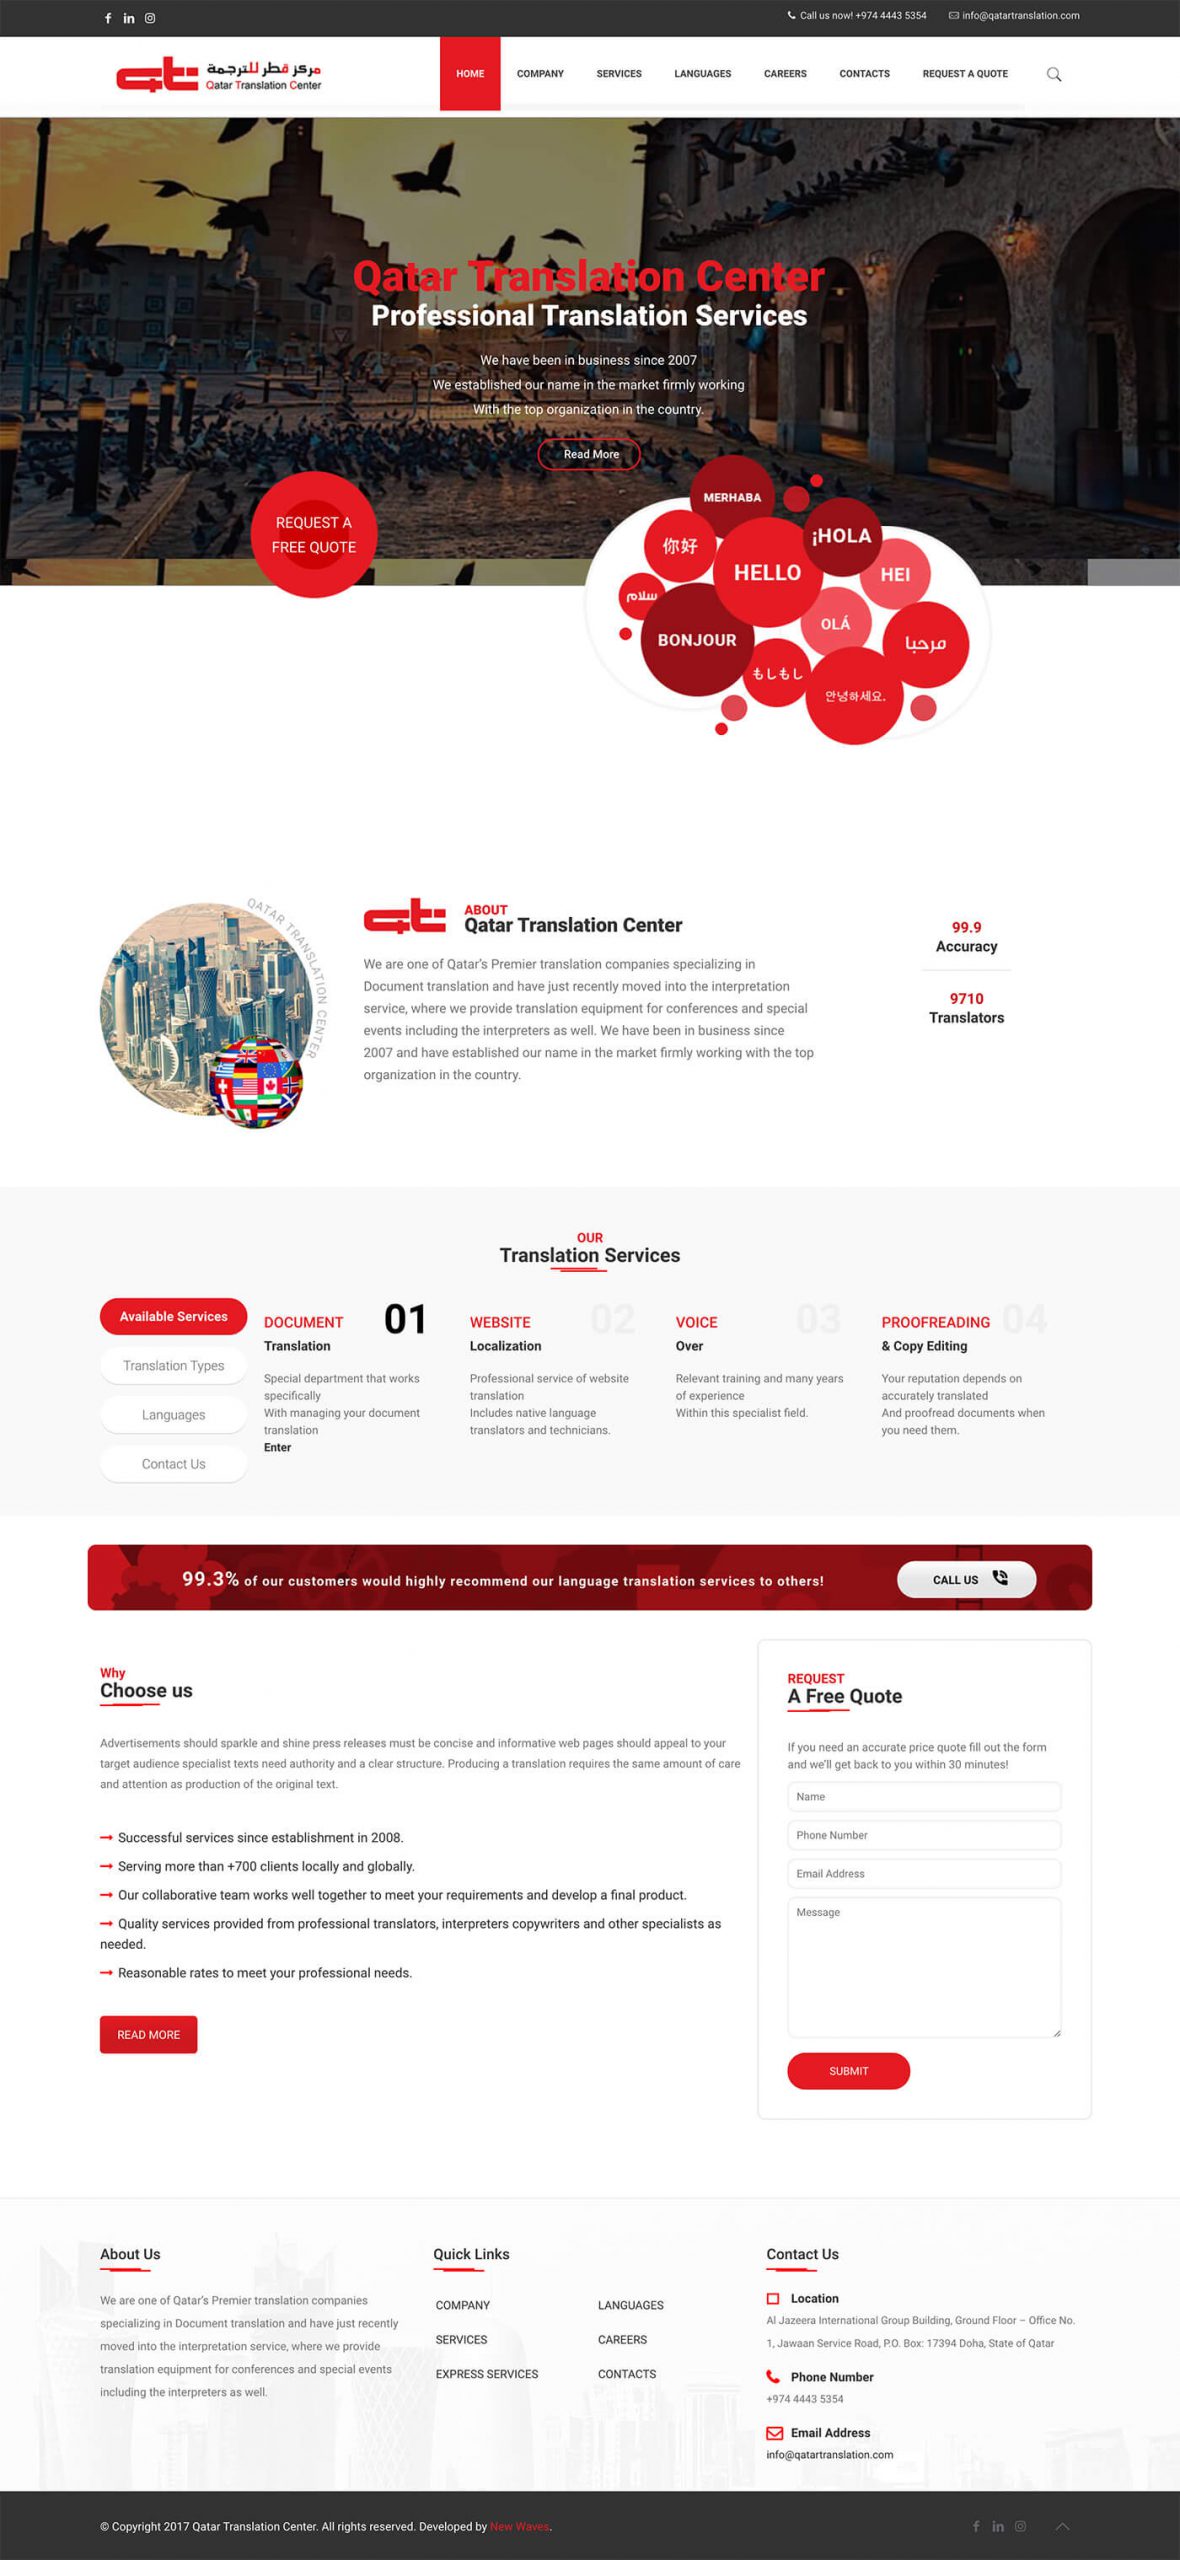 Call us now! +974 4443 5354
info@qatartranslation.com
مركز قطر للترجمة
Qatar Translation Center
HOME
COMPANY
SERVICES
LANGUAGES
CAREERS
CONTACTS
REQUEST A QUOTE
Qatar Translation Center
Professional Translation Services
We have been in business since 2007
We established our name in the market firmly working
With the top organization in the country.
Read More
REQUEST A
FREE QUOTE
MERHABA
你好
¡HOLA
HELLO
HEI
سلام
OLÁ
BONJOUR
مرحبا
もしもし
안녕하세요.
QATAR TRANSLATION CENTER
ABOUT
Qatar Translation Center
We are one of Qatar's Premier translation companies specializing in
Document translation and have just recently moved into the interpretation
service, where we provide translation equipment for conferences and special
events including the interpreters as well. We have been in business since
2007 and have established our name in the market firmly working with the top
organization in the country.
99.9
Accuracy
9710
Translators
OUR
Translation Services
Available Services
Translation Types
Languages
Contact Us
01
DOCUMENT
Translation
Special department that works
specifically
With managing your document
translation
Enter
02
WEBSITE
Localization
Professional service of website
translation
Includes native language
translators and technicians.
03
VOICE
Over
Relevant training and many years
of experience
Within this specialist field.
04
PROOFREADING
& Copy Editing
Your reputation depends on
accurately translated
And proofread documents when
you need them.
99.3% of our customers would highly recommend our language translation services to others!
CALL US
Why
Choose us
Advertisements should sparkle and shine press releases must be concise and informative web pages should appeal to your
target audience specialist texts need authority and a clear structure. Producing a translation requires the same amount of care
and attention as production of the original text.
Successful services since establishment in 2008.
Serving more than +700 clients locally and globally.
Our collaborative team works well together to meet your requirements and develop a final product.
Quality services provided from professional translators, interpreters copywriters and other specialists as
needed.
Reasonable rates to meet your professional needs.
READ MORE
REQUEST
A Free Quote
If you need an accurate price quote fill out the form
and we'll get back to you within 30 minutes!
Name
Phone Number
Email Address
Message
SUBMIT
About Us
We are one of Qatar's Premier translation companies
specializing in Document translation and have just recently
moved into the interpretation service, where we provide
translation equipment for conferences and special events
including the interpreters as well.
Quick Links
COMPANY
LANGUAGES
SERVICES
CAREERS
EXPRESS SERVICES
CONTACTS
Contact Us
Location
Al Jazeera International Group Building, Ground Floor – Office No.
1, Jawaan Service Road, P.O. Box: 17394 Doha, State of Qatar
Phone Number
+974 4443 5354
Email Address
info@qatartranslation.com
© Copyright 2017 Qatar Translation Center. All rights reserved. Developed by New Waves.